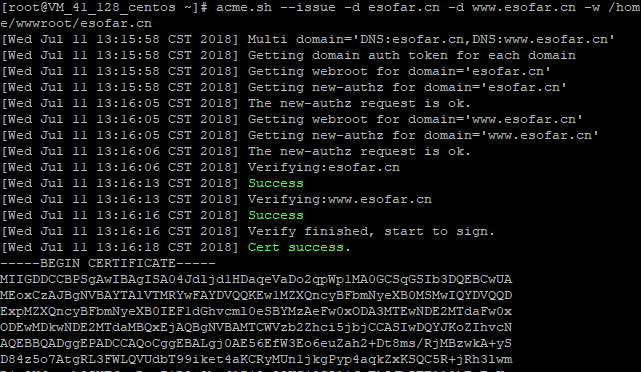 [root@VM_41_128_centos ~]# acme.sh --issue -d esofar.cn -d www.esofar.cn -w /hom
e/wwwroot/esofar.cn
[Wed Jul 11 13:15:58 CST 2018] Multi domain='DNS:esofar.cn,DNS:www.esofar.cn'
[Wed Jul 11 13:15:58 CST 2018] Getting domain auth token for each domain
[Wed Jul 11 13:15:58 CST 2018] Getting webroot for domain='esofar.cn'
[Wed Jul 11 13:15:58 CST 2018] Getting new-authz for domain='esofar.cn'
[Wed Jul 11 13:16:05 CST 2018] The new-authz request is ok.
[Wed Jul 11 13:16:05 CST 2018] Getting webroot for domain='www.esofar.cn'
[Wed Jul 11 13:16:05 CST 2018] Getting new-authz for domain='www.esofar.cn'
[Wed Jul 11 13:16:06 CST 2018] The new-authz request is ok.
[Wed Jul 11 13:16:06 CST 2018] Verifying:esofar.cn
[Wed Jul 11 13:16:13 CST 2018] Success
[Wed Jul 11 13:16:13 CST 2018] Verifying:www.esofar.cn
[Wed Jul 11 13:16:16 CST 2018] Success
[Wed Jul 11 13:16:16 CST 2018] Verify finished, start to sign.
[Wed Jul 11 13:16:18 CST 2018] Cert success.
-----BEGIN CERTIFICATE-----
MIIGDDCCBPSgAwIBAgISA04Jd1jd1HDaqeVaDo2qpWp1MA0GCSqGSIb3DQEBCwUA
MEoxCzAJBgNVBAYTAlVTMRYwFAYDVQQKEw1MZXQncyBFbmNyeXB0MSMwIQYDVQQD
ExpMZXQncyBFbmNyeXB0IEF1dGhvcml0eSBYMzAeFw0xODA3MTEwNDE2MTdaFw0x
ODEwMDkwNDE2MTdaMBQxEjAQBgNVBAMTCWVzb2Zhci5jbjCCASIwDQYJKoZIhvcN
AQEBBQADggEPADCCAQoCggEBALgj0AE56EfW3Eo6euZah2+Dt8ms/RjMBzwkA+yS
D84z5o7AtgRL3FWLQVUdbT99iket4aKCRyMUnljkgPyp4aqkZxKSQC5R+jRh3lwm